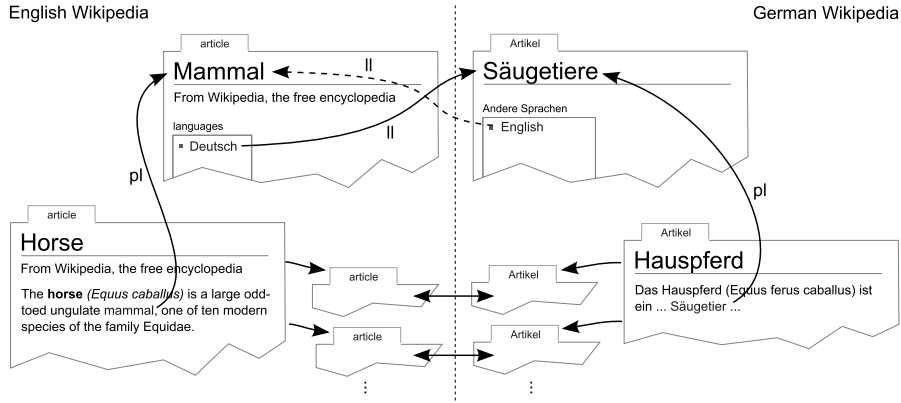 English Wikipedia
German Wikipedia
article
Mammal
From Wikipedia, the free encyclopedia
languages
Deutsch
ll
ll
Artikel
Säugetiere
Andere Sprachen
English
pl
pl
article
Horse
From Wikipedia, the free encyclopedia
The horse (Equus caballus) is a large odd-
toed ungulate mammal, one of ten modern
species of the family Equidae.
article
Artikel
article
Artikel
Artikel
Hauspferd
Das Hauspferd (Equus ferus caballus) ist
ein ... Säugetier ...